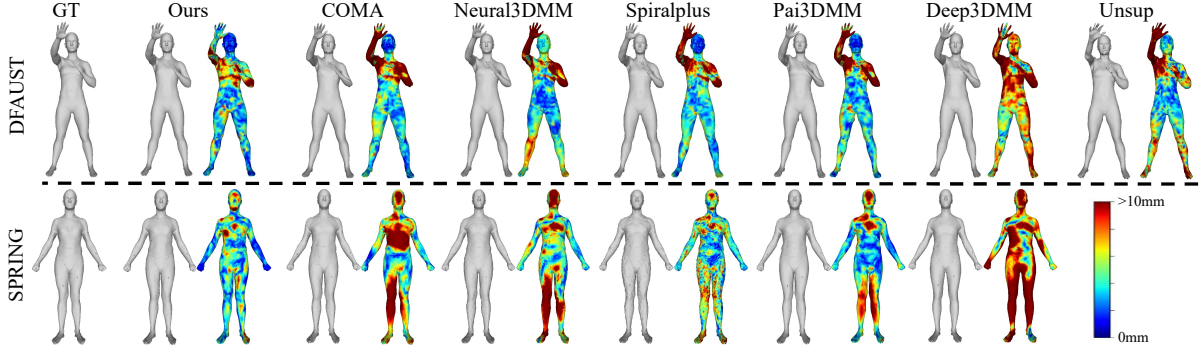 GT Ours COMA Neural3DMM Spiralplus Pai3DMM Deep3DMM Unsup
DFAUST
SPRING
>10mm
0mm